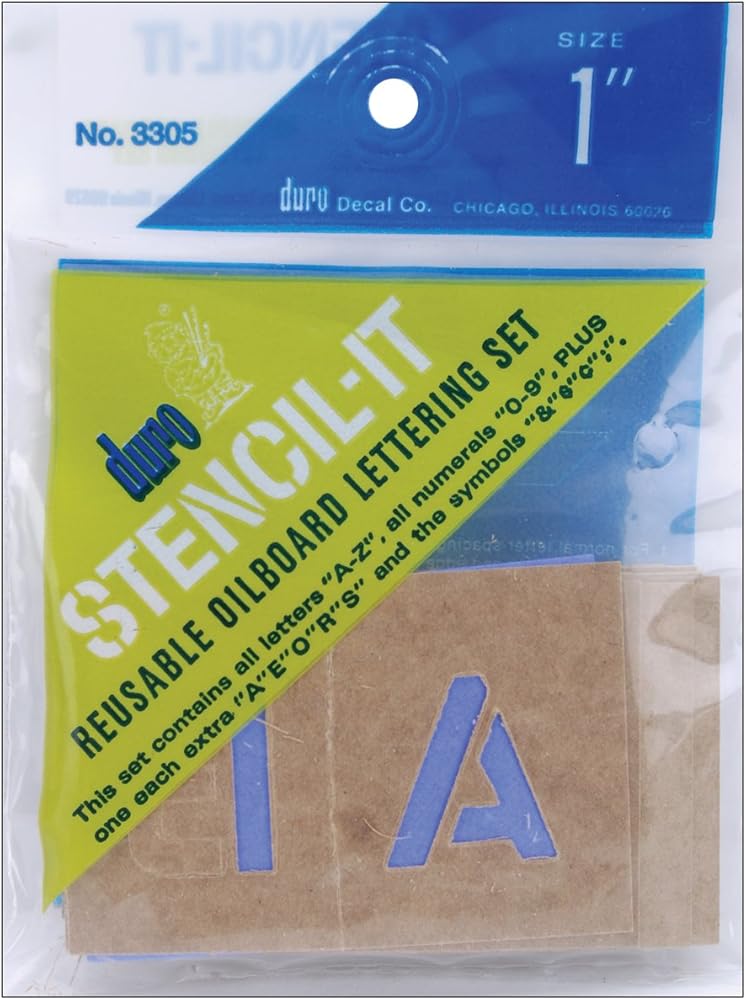 SIZE
1"
No. 3305
duro Decal Co. CHICAGO, ILLINOIS 60626
duro
STENCIL-IT
REUSABLE OILBOARD LETTERING SET
This set contains all letters "A-Z", all numerals "0-9", PLUS
one each extra "A"E"O"R"S" and the symbols "&"$"¢";".
A